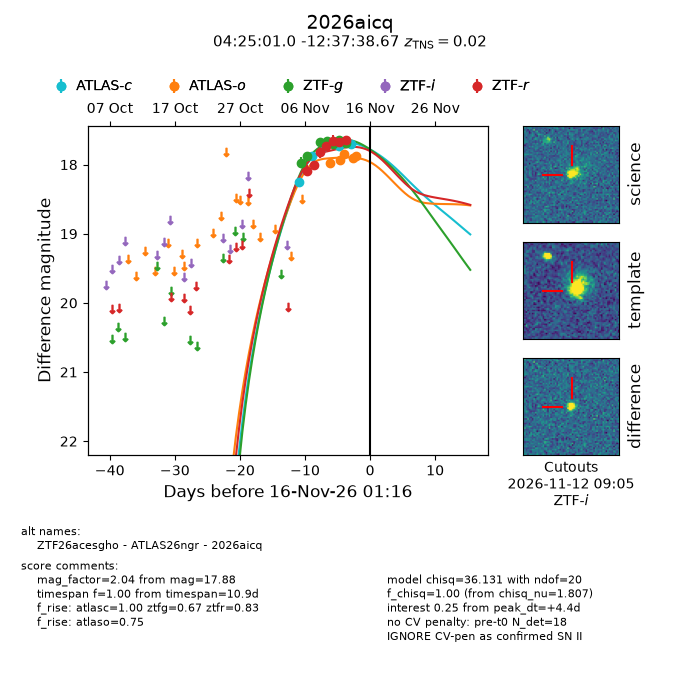 2026aicq
04:25:01.0 -12:37:38.67 zTNS = 0.02
ATLAS-c ATLAS-o ZTF-g ZTF-i ZTF-r
07 Oct 17 Oct 27 Oct 06 Nov 16 Nov 26 Nov
18
19
20
21
22
Difference magnitude
−40 −30 −20 −10 0 10
Days before 16-Nov-26 01:16
science
template
difference
Cutouts
2026-11-12 09:05
ZTF-i
alt names:
ZTF26acesgho - ATLAS26ngr - 2026aicq
score comments:
mag_factor=2.04 from mag=17.88
timespan f=1.00 from timespan=10.9d
f_rise: atlasc=1.00 ztfg=0.67 ztfr=0.83
f_rise: atlaso=0.75
model chisq=36.131 with ndof=20
f_chisq=1.00 (from chisq_nu=1.807)
interest 0.25 from peak_dt=+4.4d
no CV penalty: pre-t0 N_det=18
IGNORE CV-pen as confirmed SN II